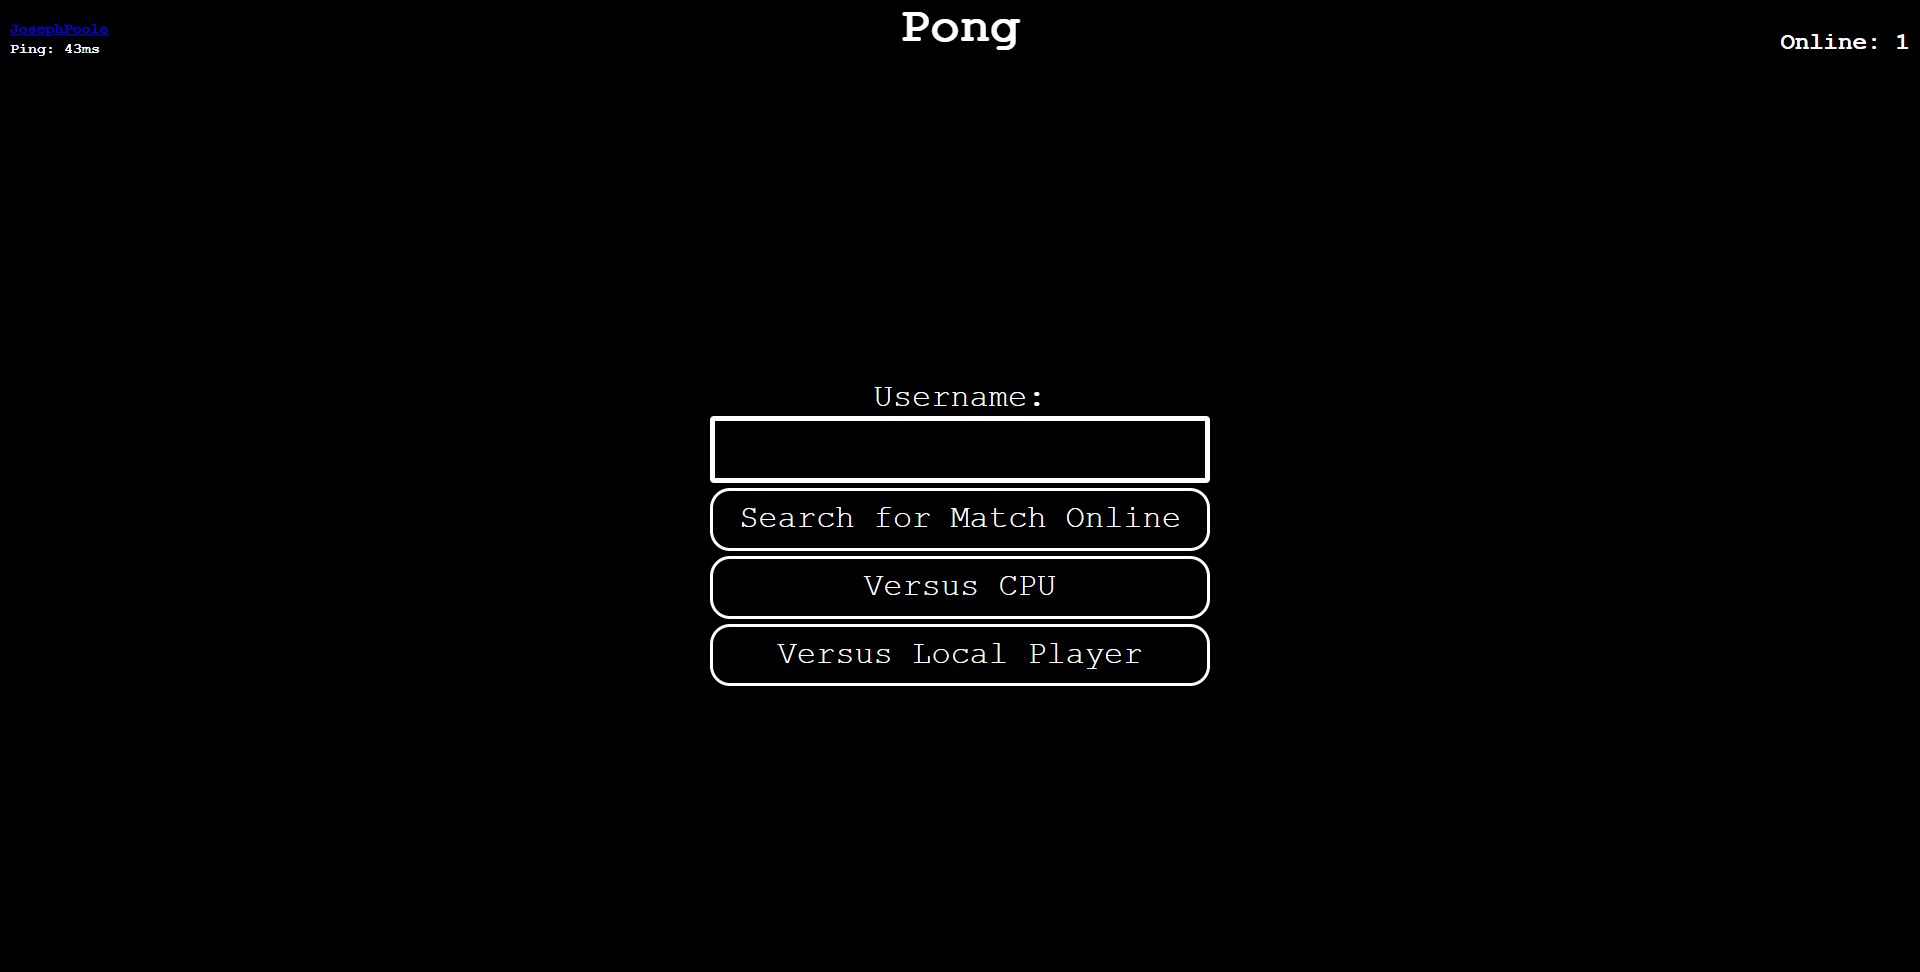 JosephPoole
Ping: 43ms
Pong
Online: 1
Username:
Search for Match Online
Versus CPU
Versus Local Player